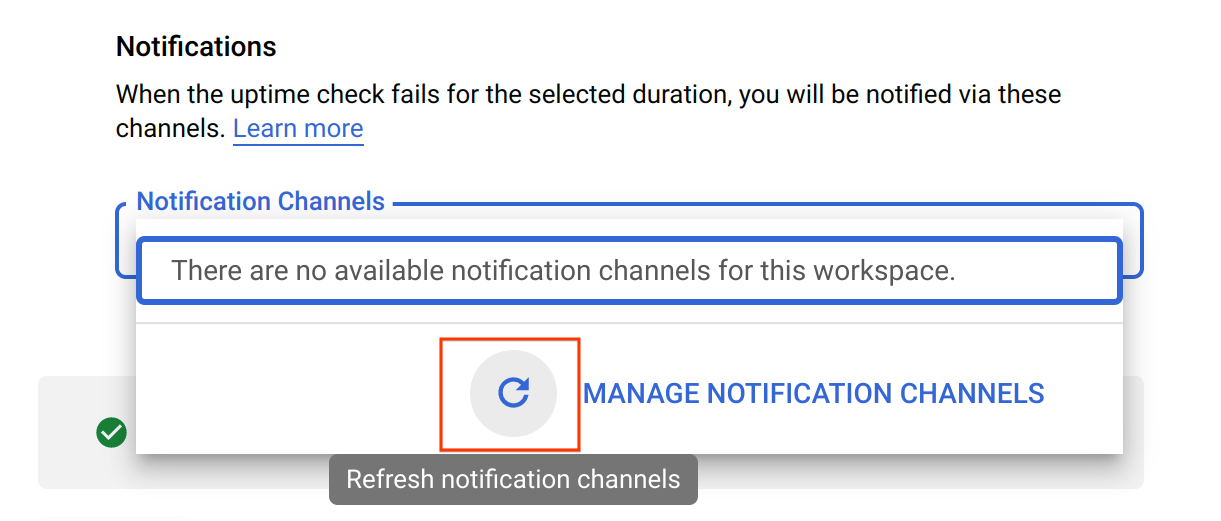 Notifications
When the uptime check fails for the selected duration, you will be notified via these
channels. Learn more
Notification Channels
There are no available notification channels for this workspace.
MANAGE NOTIFICATION CHANNELS
Refresh notification channels